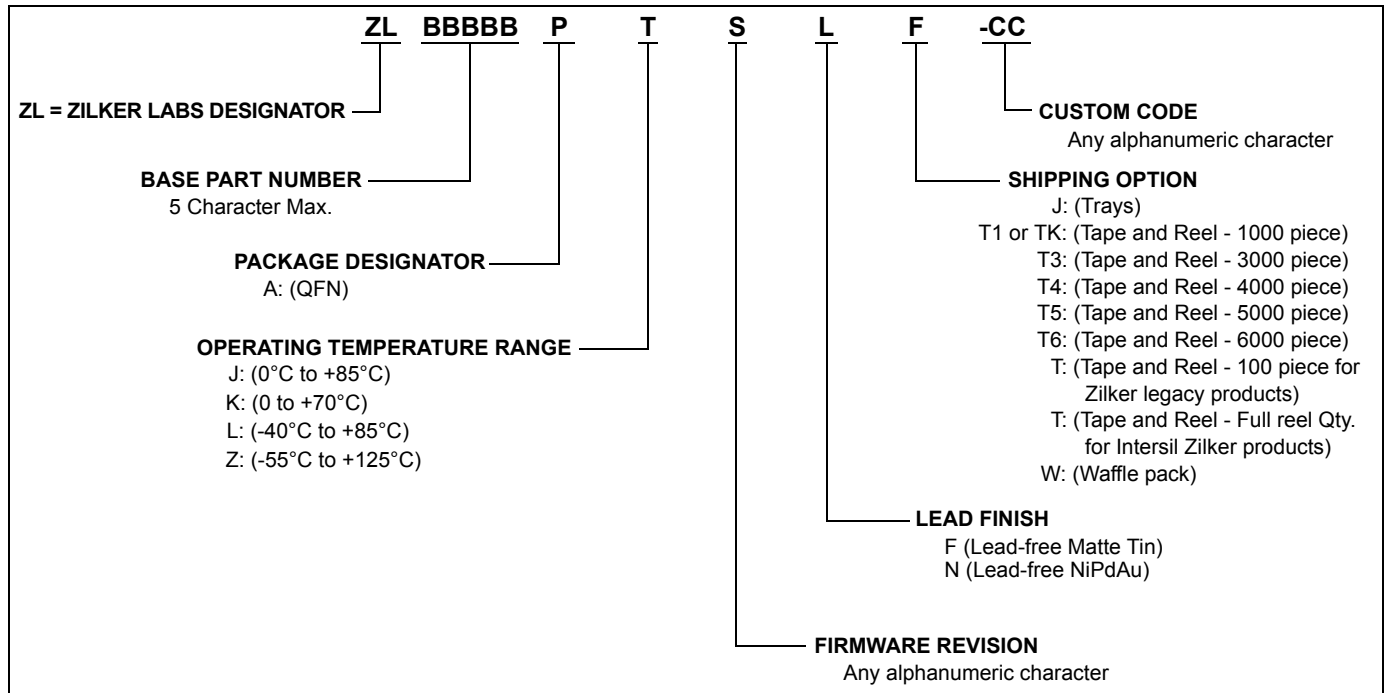 ZL BBBBB P T S L F -CC
ZL = ZILKER LABS DESIGNATOR
BASE PART NUMBER
5 Character Max.
PACKAGE DESIGNATOR
A: (QFN)
OPERATING TEMPERATURE RANGE
J: (0°C to +85°C)
K: (0 to +70°C)
L: (-40°C to +85°C)
Z: (-55°C to +125°C)
CUSTOM CODE
Any alphanumeric character
SHIPPING OPTION
J: (Trays)
T1 or TK: (Tape and Reel - 1000 piece)
T3: (Tape and Reel - 3000 piece)
T4: (Tape and Reel - 4000 piece)
T5: (Tape and Reel - 5000 piece)
T6: (Tape and Reel - 6000 piece)
T: (Tape and Reel - 100 piece for
Zilker legacy products)
T: (Tape and Reel - Full reel Qty.
for Intersil Zilker products)
W: (Waffle pack)
LEAD FINISH
F (Lead-free Matte Tin)
N (Lead-free NiPdAu)
FIRMWARE REVISION
Any alphanumeric character